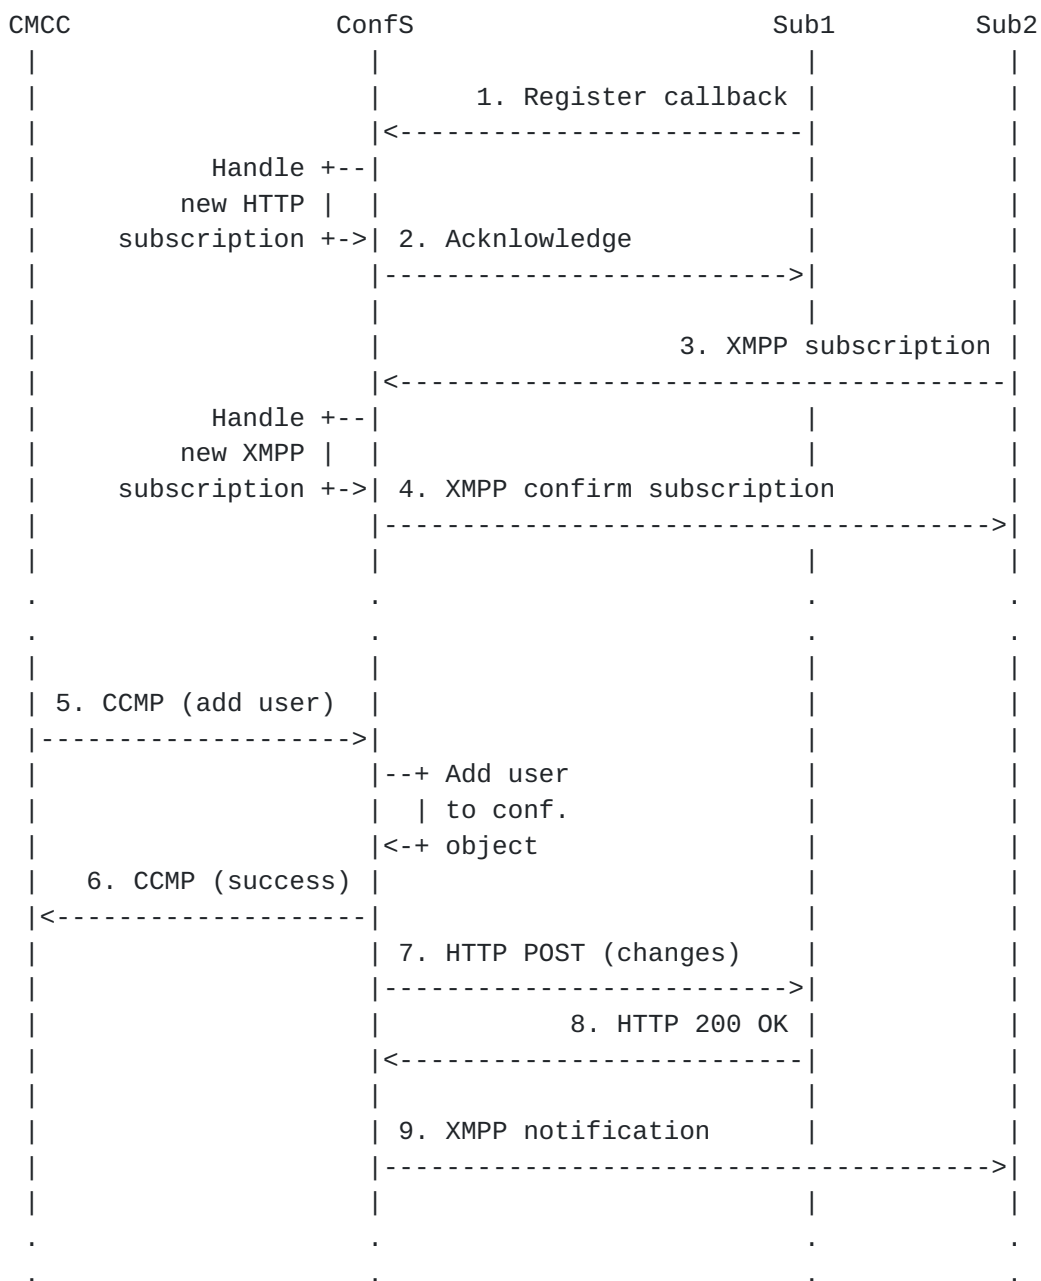 CMCC ConfS Sub1 Sub2
1. Register callback
Handle
new HTTP
subscription 2. Acknlowledge
3. XMPP subscription
Handle
new XMPP
subscription 4. XMPP confirm subscription
5. CCMP (add user)
Add user
to conf.
object
6. CCMP (success)
7. HTTP POST (changes)
8. HTTP 200 OK
9. XMPP notification